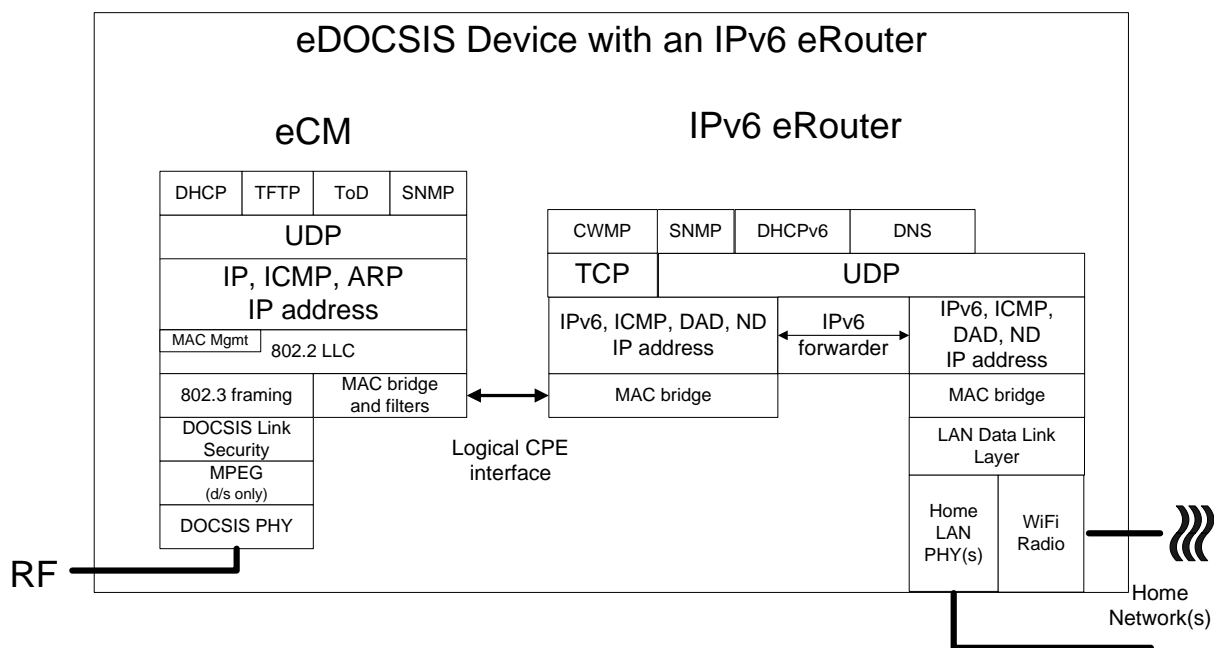 eDOCSIS Device with an IPv6 eRouter
eCM
IPv6 eRouter
DHCP
TFTP
ToD
SNMP
UDP
IP, ICMP, ARP
IP address
MAC Mgmt
802.2 LLC
802.3 framing
MAC bridge
and filters
DOCSIS Link
Security
MPEG
(d/s only)
DOCSIS PHY
RF
Logical CPE
interface
CWMP
SNMP
DHCPv6
DNS
TCP
UDP
IPv6, ICMP, DAD, ND
IP address
IPv6
forwarder
IPv6, ICMP,
DAD, ND
IP address
MAC bridge
MAC bridge
LAN Data Link
Layer
Home
LAN
PHY(s)
WiFi
Radio
Home
Network(s)